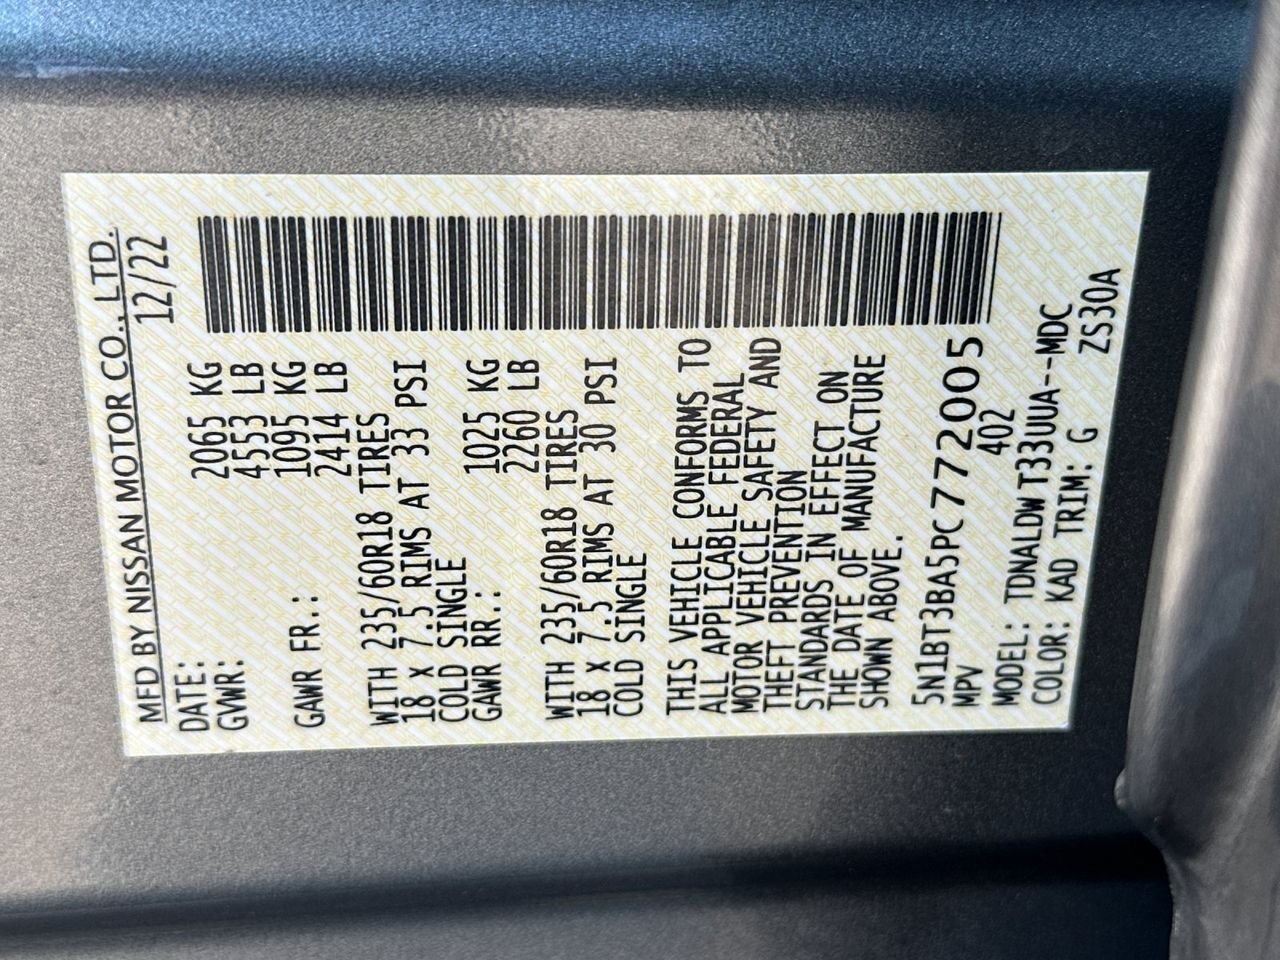 MFD BY NISSAN MOTOR CO., LTD.
DATE: 12/22
GVWR: 2065 KG
4553 LB
GAWR FR.: 1095 KG
2414 LB
WITH 235/60R18 TIRES
18 X 7.5 RIMS AT 33 PSI
COLD SINGLE
GAWR RR.: 1025 KG
2260 LB
WITH 235/60R18 TIRES
18 X 7.5 RIMS AT 30 PSI
COLD SINGLE
THIS VEHICLE CONFORMS TO
ALL APPLICABLE FEDERAL
MOTOR VEHICLE SAFETY AND
THEFT PREVENTION
STANDARDS IN EFFECT ON
THE DATE OF MANUFACTURE
SHOWN ABOVE.
5N1BT3BA5PC772005
MPV 402
MODEL: TDNALDW T33UUA--MDC
COLOR: KAD TRIM: G ZS30A